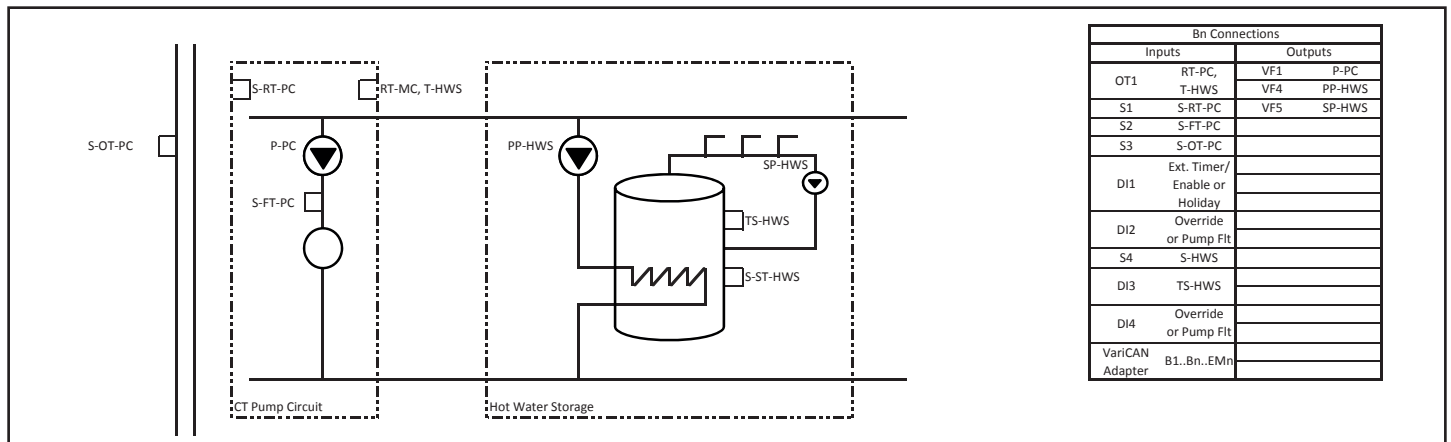 S-RT-PC
RT-MC, T-HWS
S-OT-PC
P-PC
PP-HWS
SP-HWS
S-FT-PC
TS-HWS
S-ST-HWS
CT Pump Circuit
Hot Water Storage
Bn Connections
Inputs Outputs
OT1 RT-PC, T-HWS VF1 P-PC
VF4 PP-HWS
S1 S-RT-PC VF5 SP-HWS
S2 S-FT-PC
S3 S-OT-PC
DI1 Ext. Timer/
Enable or
Holiday
DI2 Override
or Pump Flt
S4 S-HWS
DI3 TS-HWS
DI4 Override
or Pump Flt
VariCAN
Adapter B1..Bn..EMn